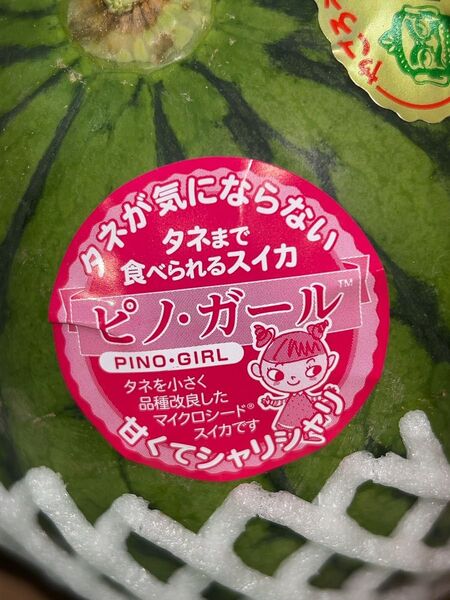 タネが気にならない
タネまで
食べられるスイカ
ピノ・ガール™
PINO・GIRL
タネを小さく
品種改良した
マイクロシード®
スイカです
甘くてシャリシャリ